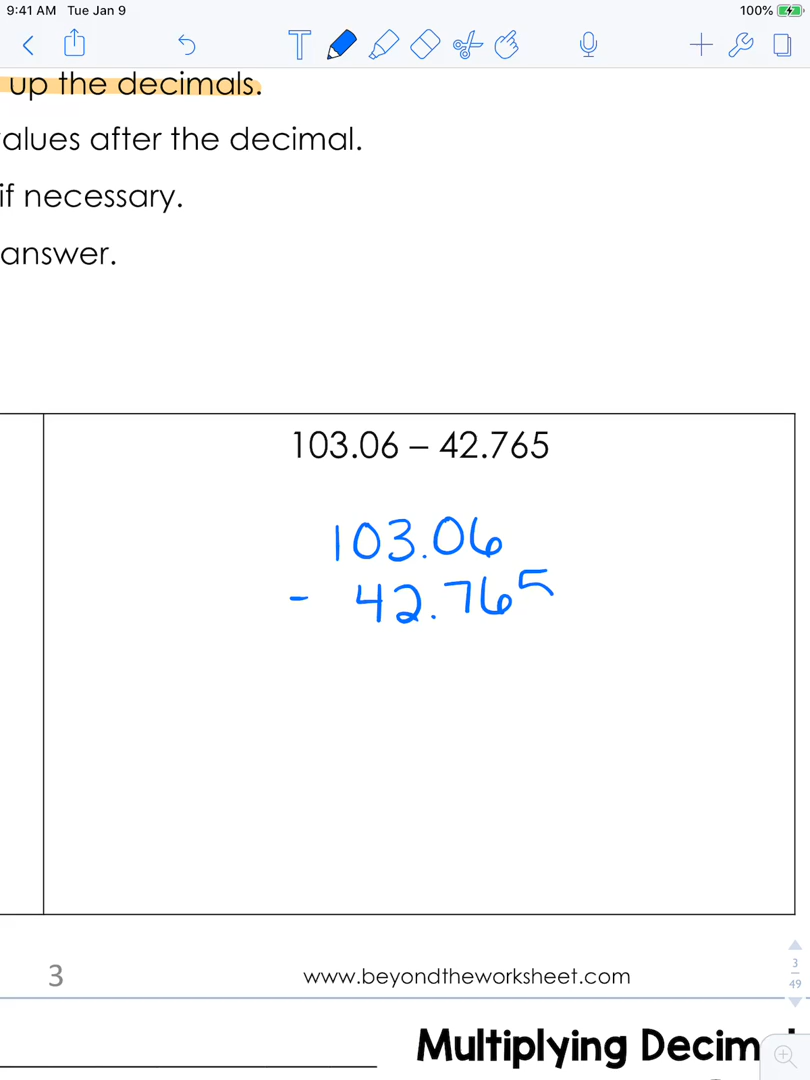 9:41 AM Tue Jan 9 100%
T
up the decimals.
values after the decimal.
if necessary.
answer.
103.06 – 42.765
103.06
- 42.765
3
www.beyondtheworksheet.com
3
49
Multiplying Decim